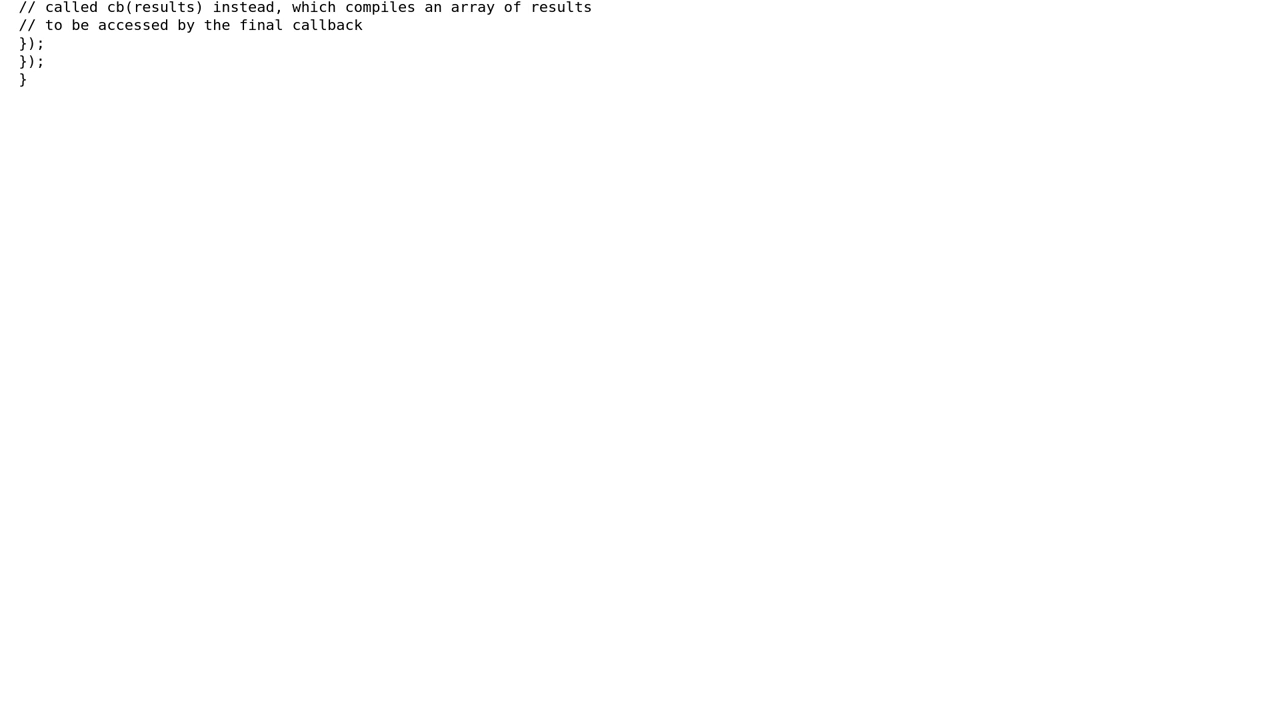 // called cb(results) instead, which compiles an array of results
// to be accessed by the final callback
});
});
}